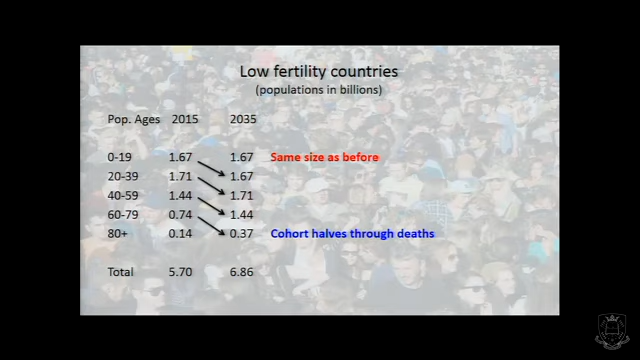 Low fertility countries
(populations in billions)
Pop. Ages 2015 2035
0-19 1.67 1.67 Same size as before
20-39 1.71 1.67
40-59 1.44 1.71
60-79 0.74 1.44
80+ 0.14 0.37 Cohort halves through deaths
Total 5.70 6.86